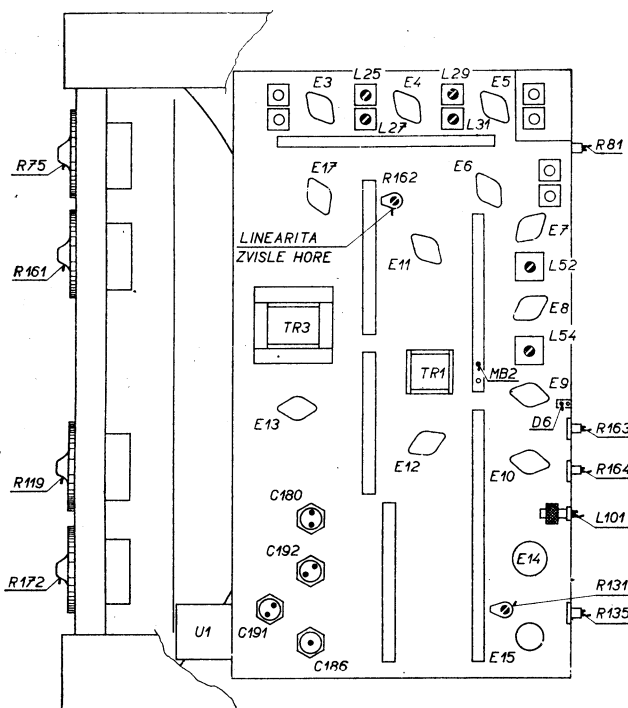 E3
L25
E4
L29
E5
L27
L31
R81
R75
E17
R162
E6
LINEARITA
ZVISLE HORE
E7
E11
R161
L52
E8
TR3
L54
TR1
MB2
E9
D6
E13
R163
E12
E10
R164
R119
C180
L101
C192
E14
R172
R131
C191
U1
R135
C186
E15